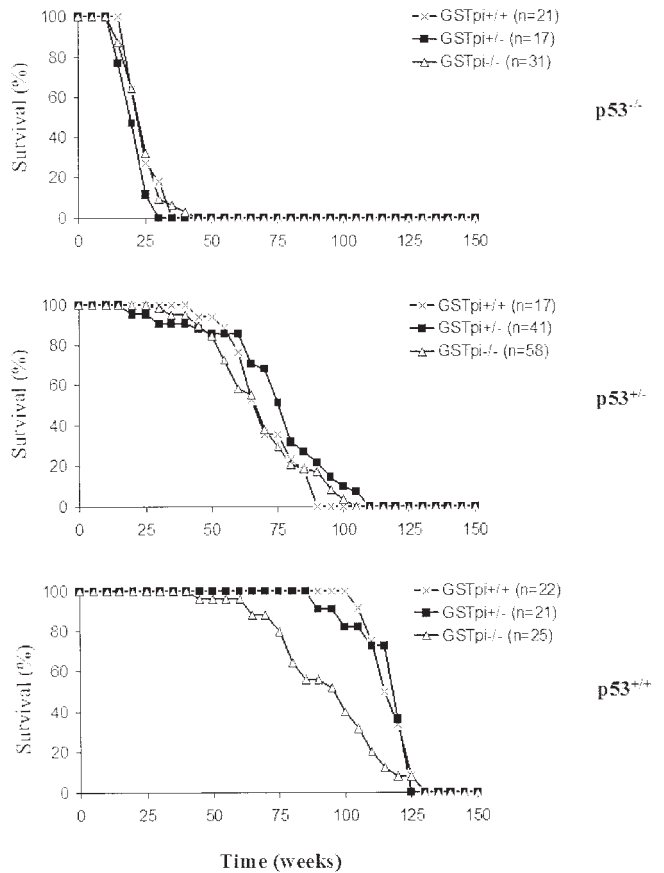 GSTpi+/+ (n=21)
GSTpi+/- (n=17)
GSTpi-/- (n=31)
p53-/-
Survival (%)
100
80
60
40
20
0
0 25 50 75 100 125 150
GSTpi+/+ (n=17)
GSTpi+/- (n=41)
GSTpi-/- (n=58)
p53+/-
Survival (%)
100
80
60
40
20
0
0 25 50 75 100 125 150
GSTpi+/+ (n=22)
GSTpi+/- (n=21)
GSTpi-/- (n=25)
p53+/+
Survival (%)
100
80
60
40
20
0
0 25 50 75 100 125 150
Time (weeks)